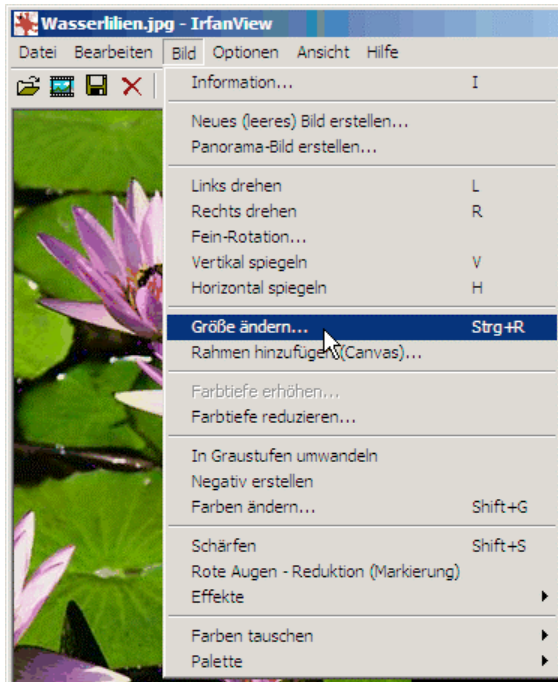 Wasserlilien.jpg - IrfanView
Datei Bearbeiten Bild Optionen Ansicht Hilfe
Information... I
Neues (leeres) Bild erstellen...
Panorama-Bild erstellen...
Links drehen L
Rechts drehen R
Fein-Rotation...
Vertikal spiegeln V
Horizontal spiegeln H
Größe ändern... Strg+R
Rahmen hinzufügen (Canvas)...
Farbtiefe erhöhen...
Farbtiefe reduzieren...
In Graustufen umwandeln
Negativ erstellen
Farben ändern... Shift+G
Schärfen Shift+S
Rote Augen - Reduktion (Markierung)
Effekte
Farben tauschen
Palette